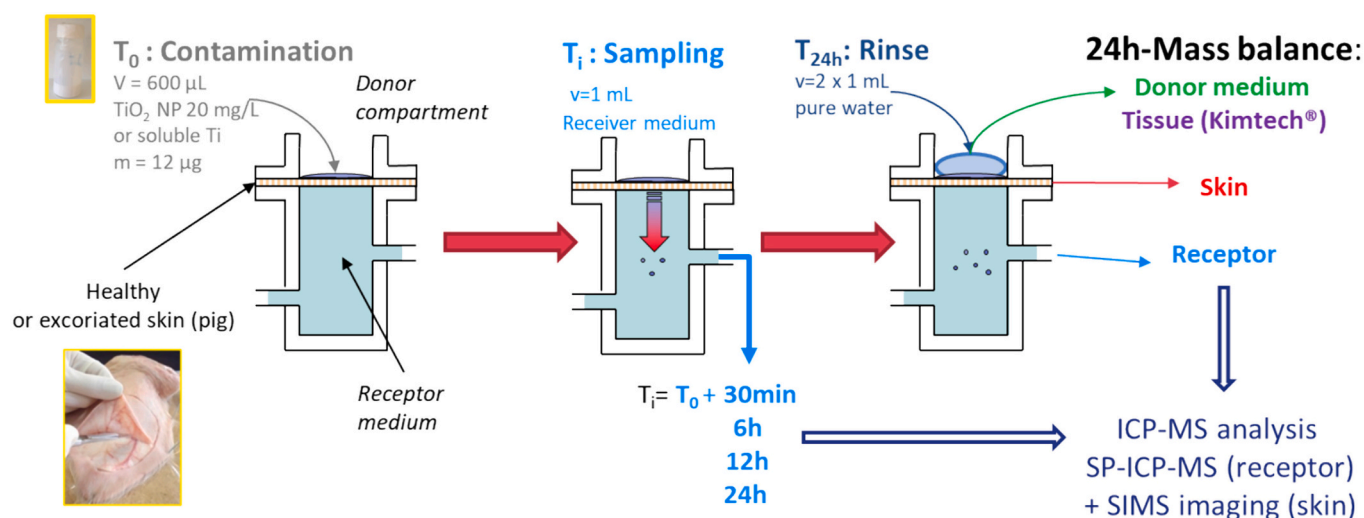 T₀ : Contamination
V = 600 µL
TiO₂ NP 20 mg/L
or soluble Ti
m = 12 µg
Donor
compartment
Healthy
or excoriated skin (pig)
Receptor
medium
Tᵢ : Sampling
v=1 mL
Receiver medium
Tᵢ= T₀ + 30min
6h
12h
24h
T₂₄ₕ: Rinse
v=2 x 1 mL
pure water
24h-Mass balance:
Donor medium
Tissue (Kimtech®)
Skin
Receptor
ICP-MS analysis
SP-ICP-MS (receptor)
+ SIMS imaging (skin)